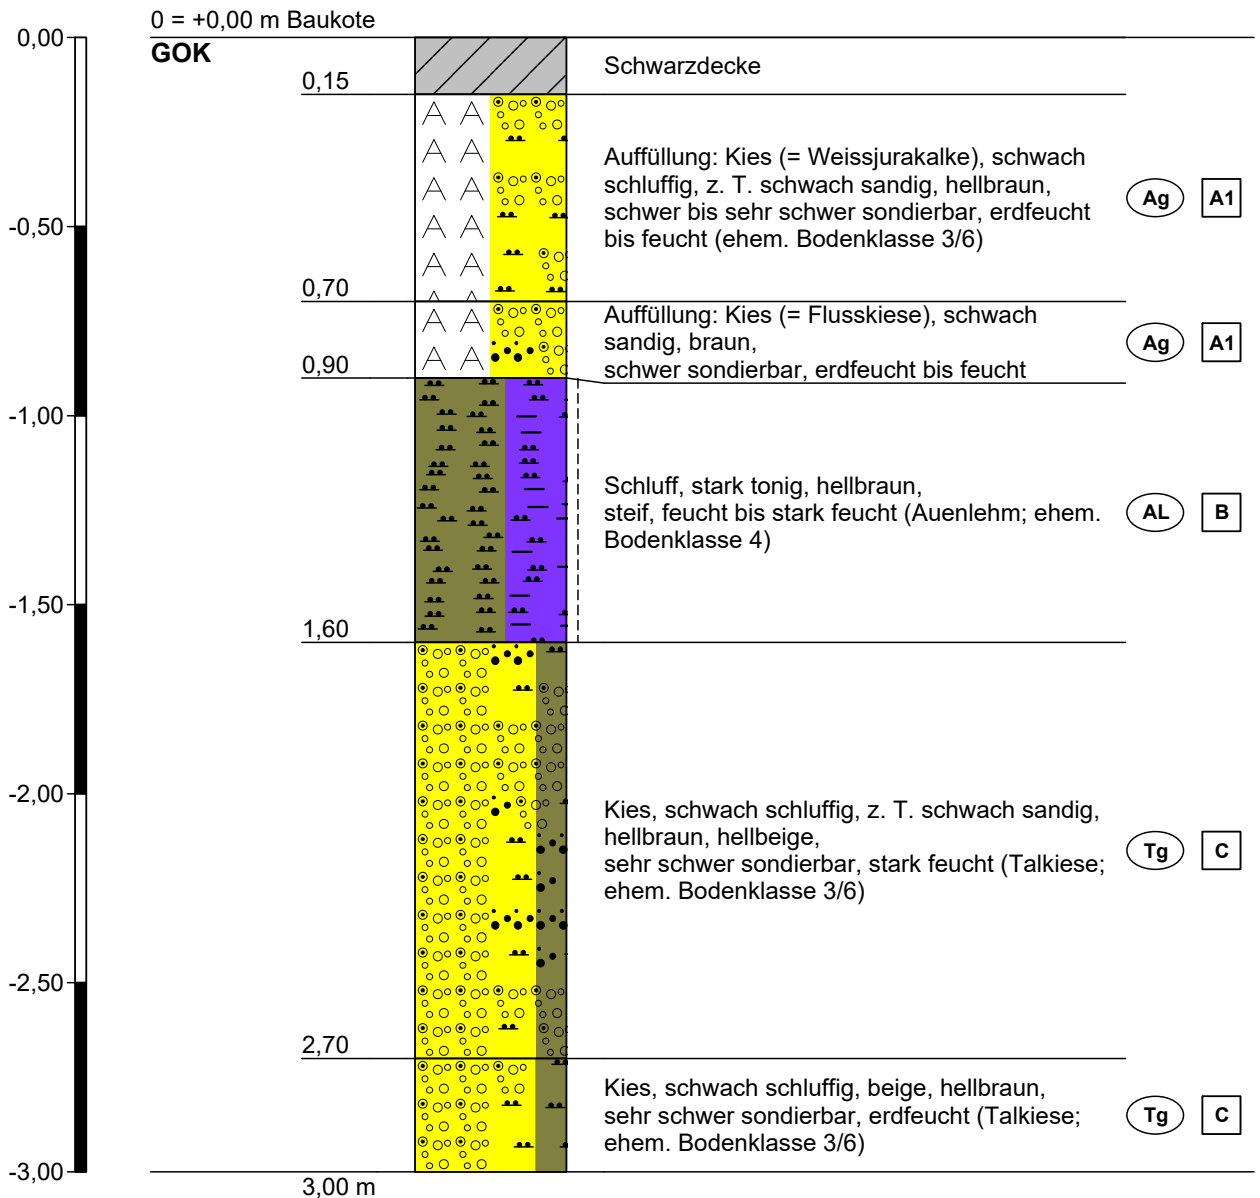 0 = +0,00 m Baukote
0,00
GOK
Schwarzdecke
0,15
Auffüllung: Kies (= Weissjurakalke), schwach
schluffig, z. T. schwach sandig, hellbraun,
schwer bis sehr schwer sondierbar, erdfeucht
bis feucht (ehem. Bodenklasse 3/6)
Ag A1
-0,50
0,70
Auffüllung: Kies (= Flusskiese), schwach
sandig, braun,
schwer sondierbar, erdfeucht bis feucht
Ag A1
0,90
-1,00
Schluff, stark tonig, hellbraun,
steif, feucht bis stark feucht (Auenlehm; ehem.
Bodenklasse 4)
AL B
-1,50
1,60
-2,00
Kies, schwach schluffig, z. T. schwach sandig,
hellbraun, hellbeige,
sehr schwer sondierbar, stark feucht (Talkiese;
ehem. Bodenklasse 3/6)
Tg C
-2,50
2,70
Kies, schwach schluffig, beige, hellbraun,
sehr schwer sondierbar, erdfeucht (Talkiese;
ehem. Bodenklasse 3/6)
Tg C
-3,00
3,00 m